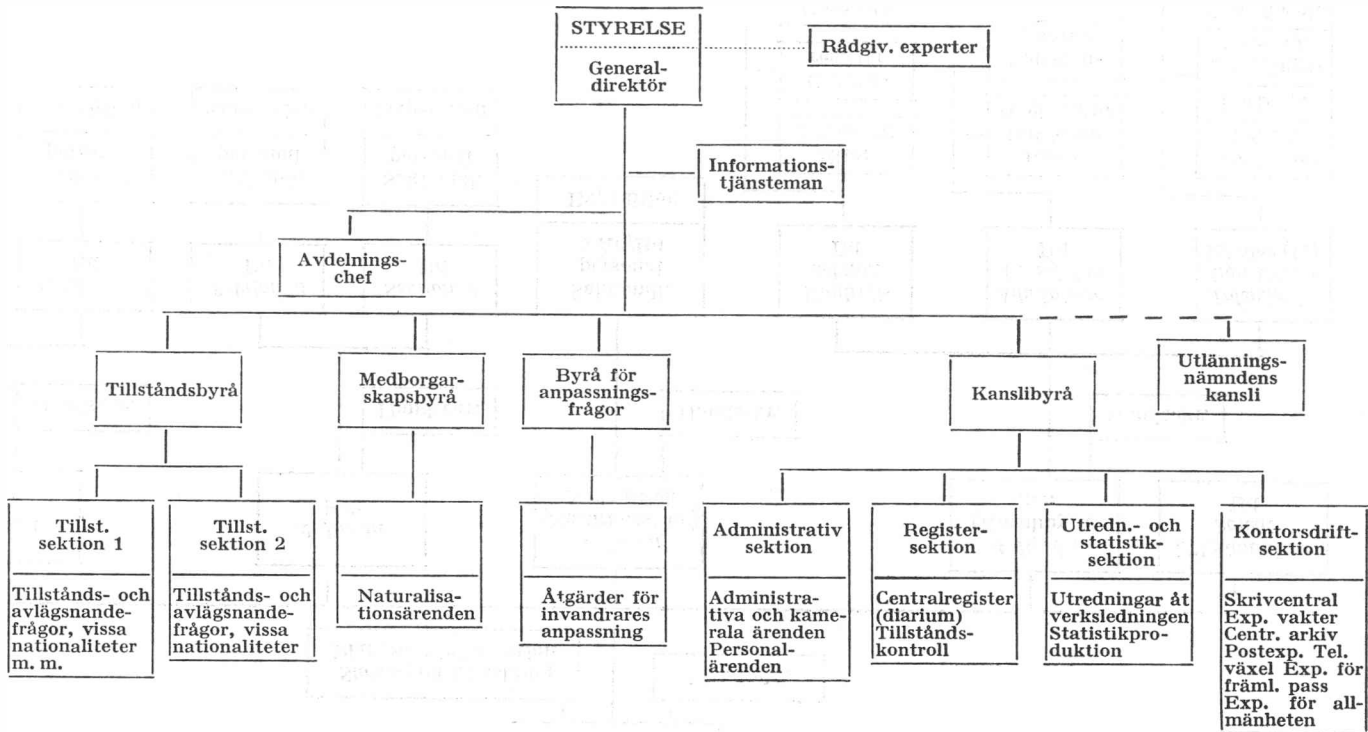 STYRELSE
General-
direktör
Rådgiv. experter
Informations-
tjänsteman
Avdelnings-
chef
Tillståndsbyrå
Medborgar-
skapsbyrå
Byrå för
anpassnings-
frågor
Kanslibyrå
Utlännings-
nämndens
kansli
Tillst.
sektion 1
Tillstånds- och
avlägsnande-
frågor, vissa
nationaliteter
m. m.
Tillst.
sektion 2
Tillstånds- och
avlägsnande-
frågor, vissa
nationaliteter
Naturalisa-
tionsärenden
Åtgärder för
invandrares
anpassning
Administrativ
sektion
Administra-
tiva och kame-
rala ärenden
Personal-
ärenden
Register-
sektion
Centralregister
(diarium)
Tillstånds-
kontroll
Utredn.- och
statistik-
sektion
Utredningar åt
verksledningen
Statistikpro-
duktion
Kontorsdrift-
sektion
Skrivcentral
Exp. vakter
Centr. arkiv
Postexp. Tel.
växel Exp. för
främl. pass
Exp. för all-
mänheten